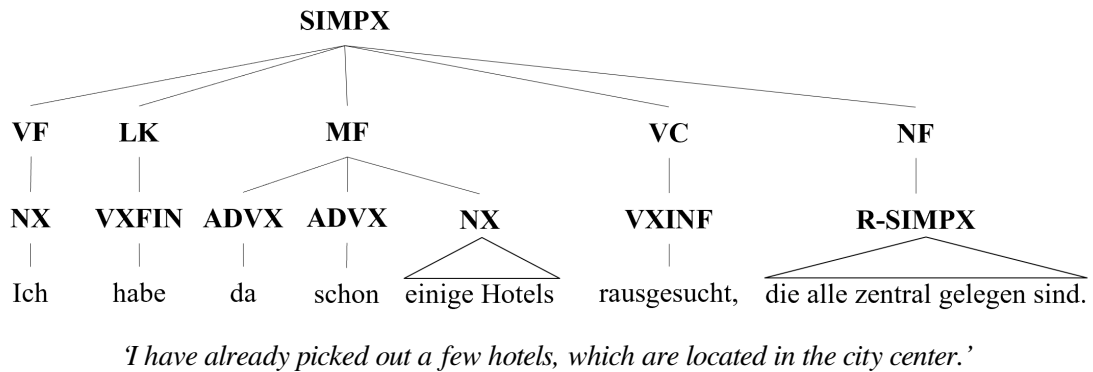 SIMPX
VF LK MF VC NF
NX VXFIN ADVX ADVX NX VXINF R-SIMPX
Ich habe da schon einige Hotels rausgesucht, die alle zentral gelegen sind.
‘I have already picked out a few hotels, which are located in the city center.’